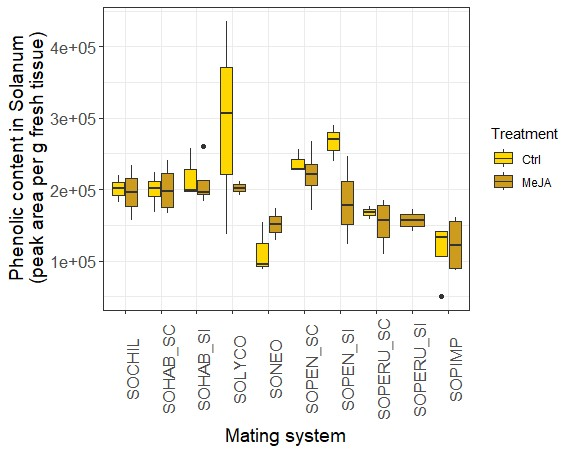 Phenolic content in Solanum
(peak area per g fresh tissue)
4e+05
3e+05
2e+05
1e+05
SOCHIL
SOHAB_SC
SOHAB_SI
SOLYCO
SONEO
SOPEN_SC
SOPEN_SI
SOPERU_SC
SOPERU_SI
SOPIMP
Mating system
Treatment
Ctrl
MeJA